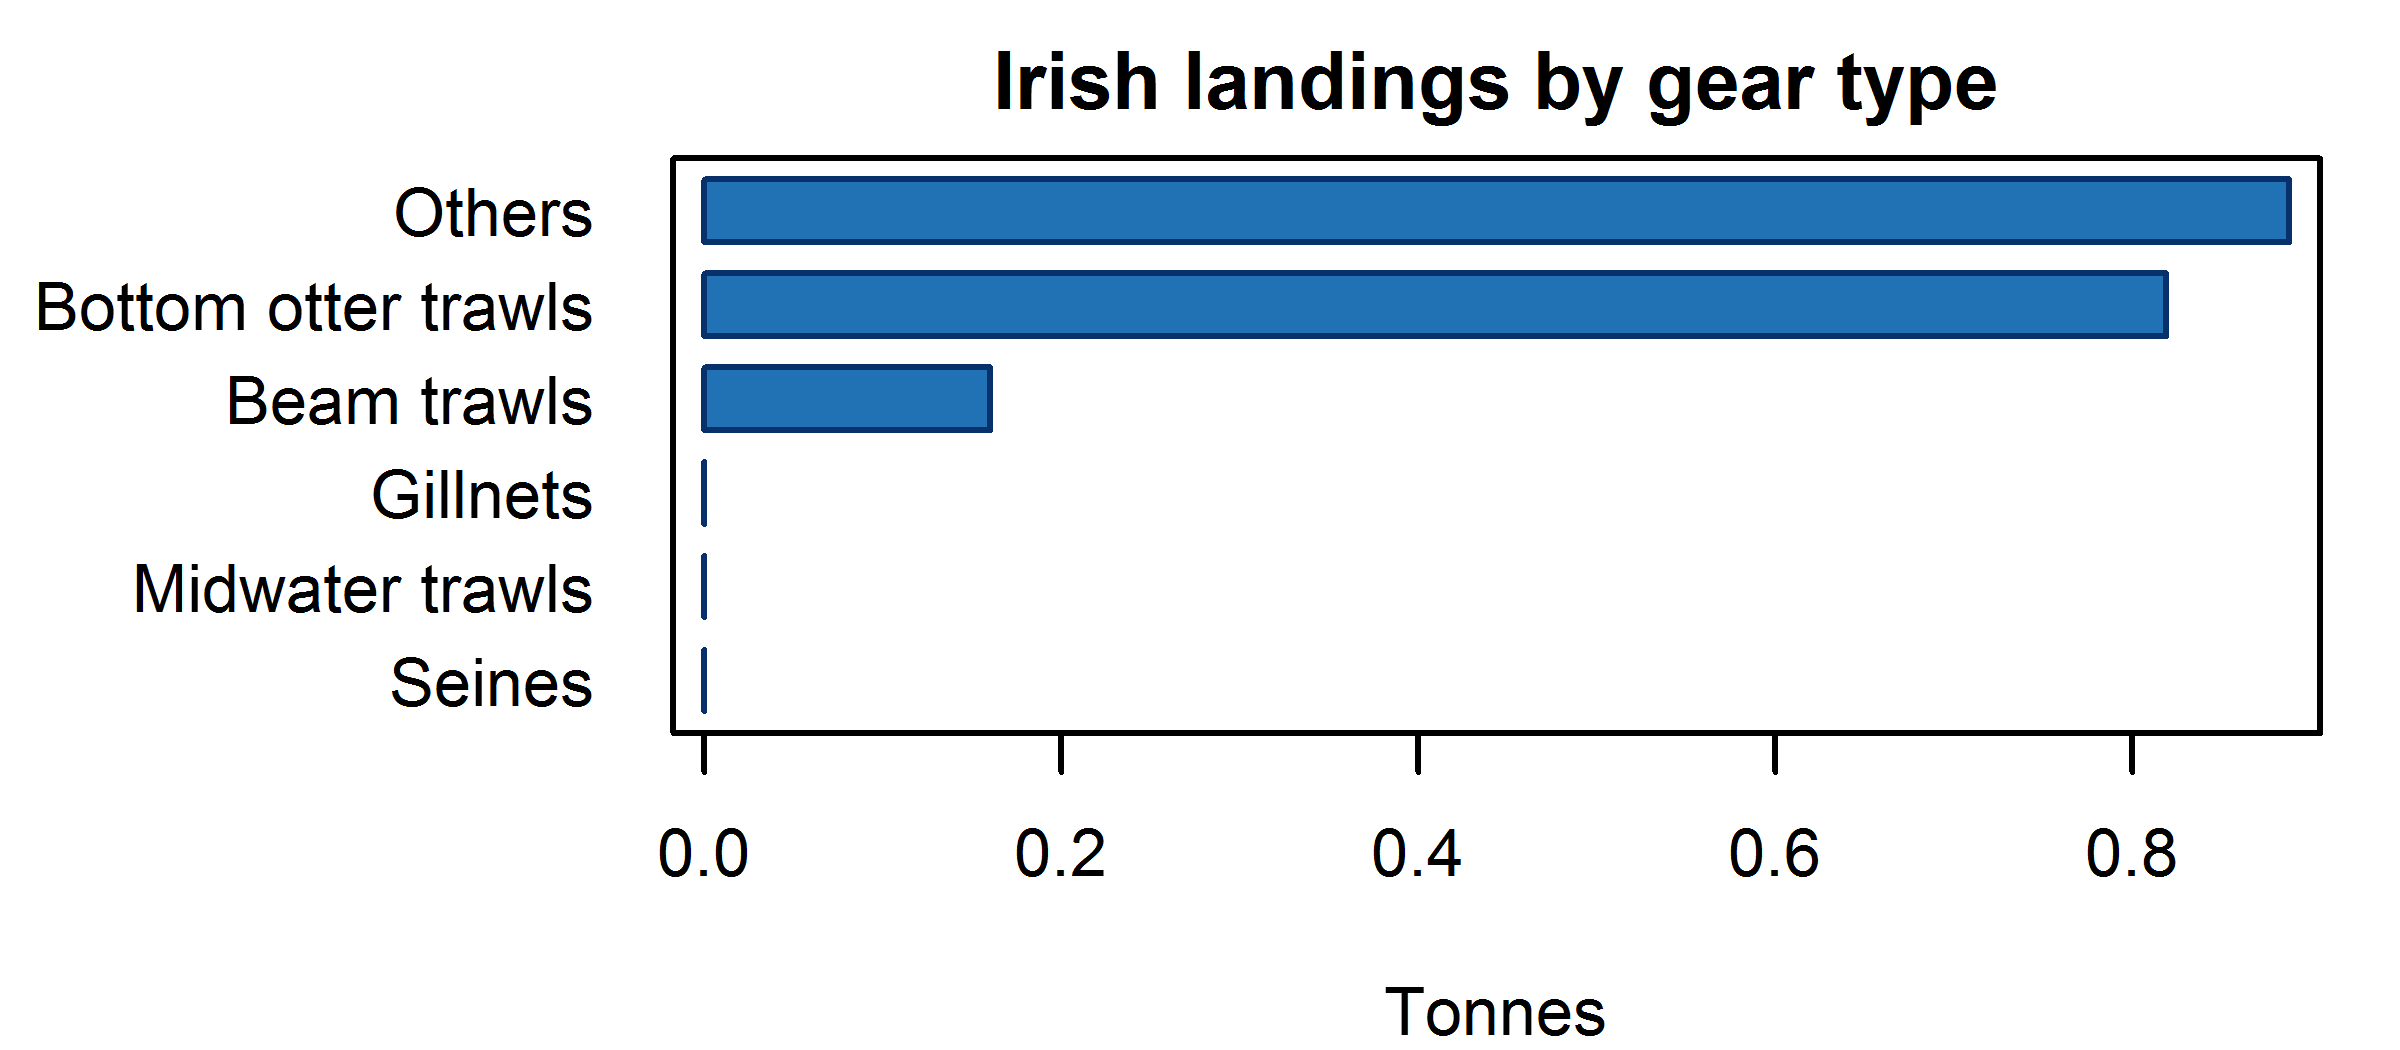 Irish landings by gear type
Others
Bottom otter trawls
Beam trawls
Gillnets
Midwater trawls
Seines
0.0 0.2 0.4 0.6 0.8
Tonnes